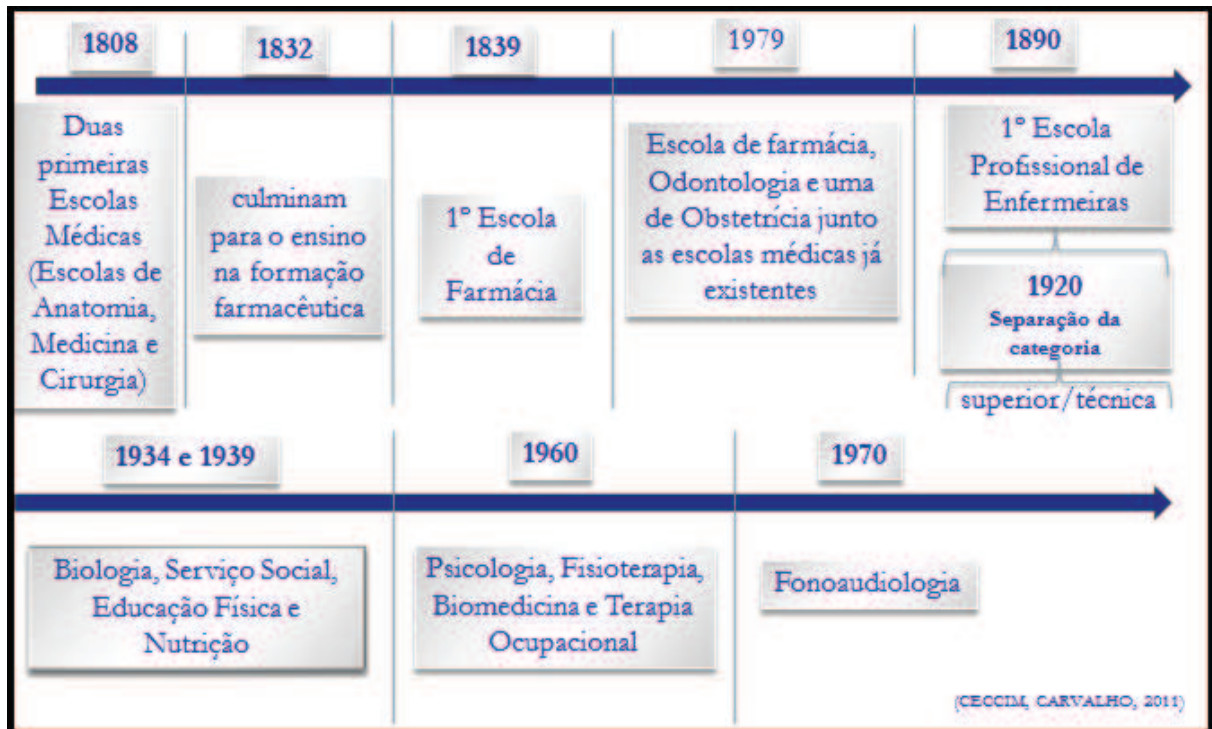 1808
Duas
primeiras
Escolas
Médicas
(Escolas de
Anatomia,
Medicina e
Cirurgia)
1832
culminam
para o ensino
na formação
farmacêutica
1839
1º Escola
de
Farmácia
1979
Escola de farmácia,
Odontologia e uma
de Obstetrícia junto
as escolas médicas já
existentes
1890
1º Escola
Profissional de
Enfermeiras
1920
Separação da
categoria
superior/técnica
1934 e 1939
Biologia, Serviço Social,
Educação Física e
Nutrição
1960
Psicologia, Fisioterapia,
Biomedicina e Terapia
Ocupacional
1970
Fonoaudiologia
(CECCIM, CARVALHO, 2011)